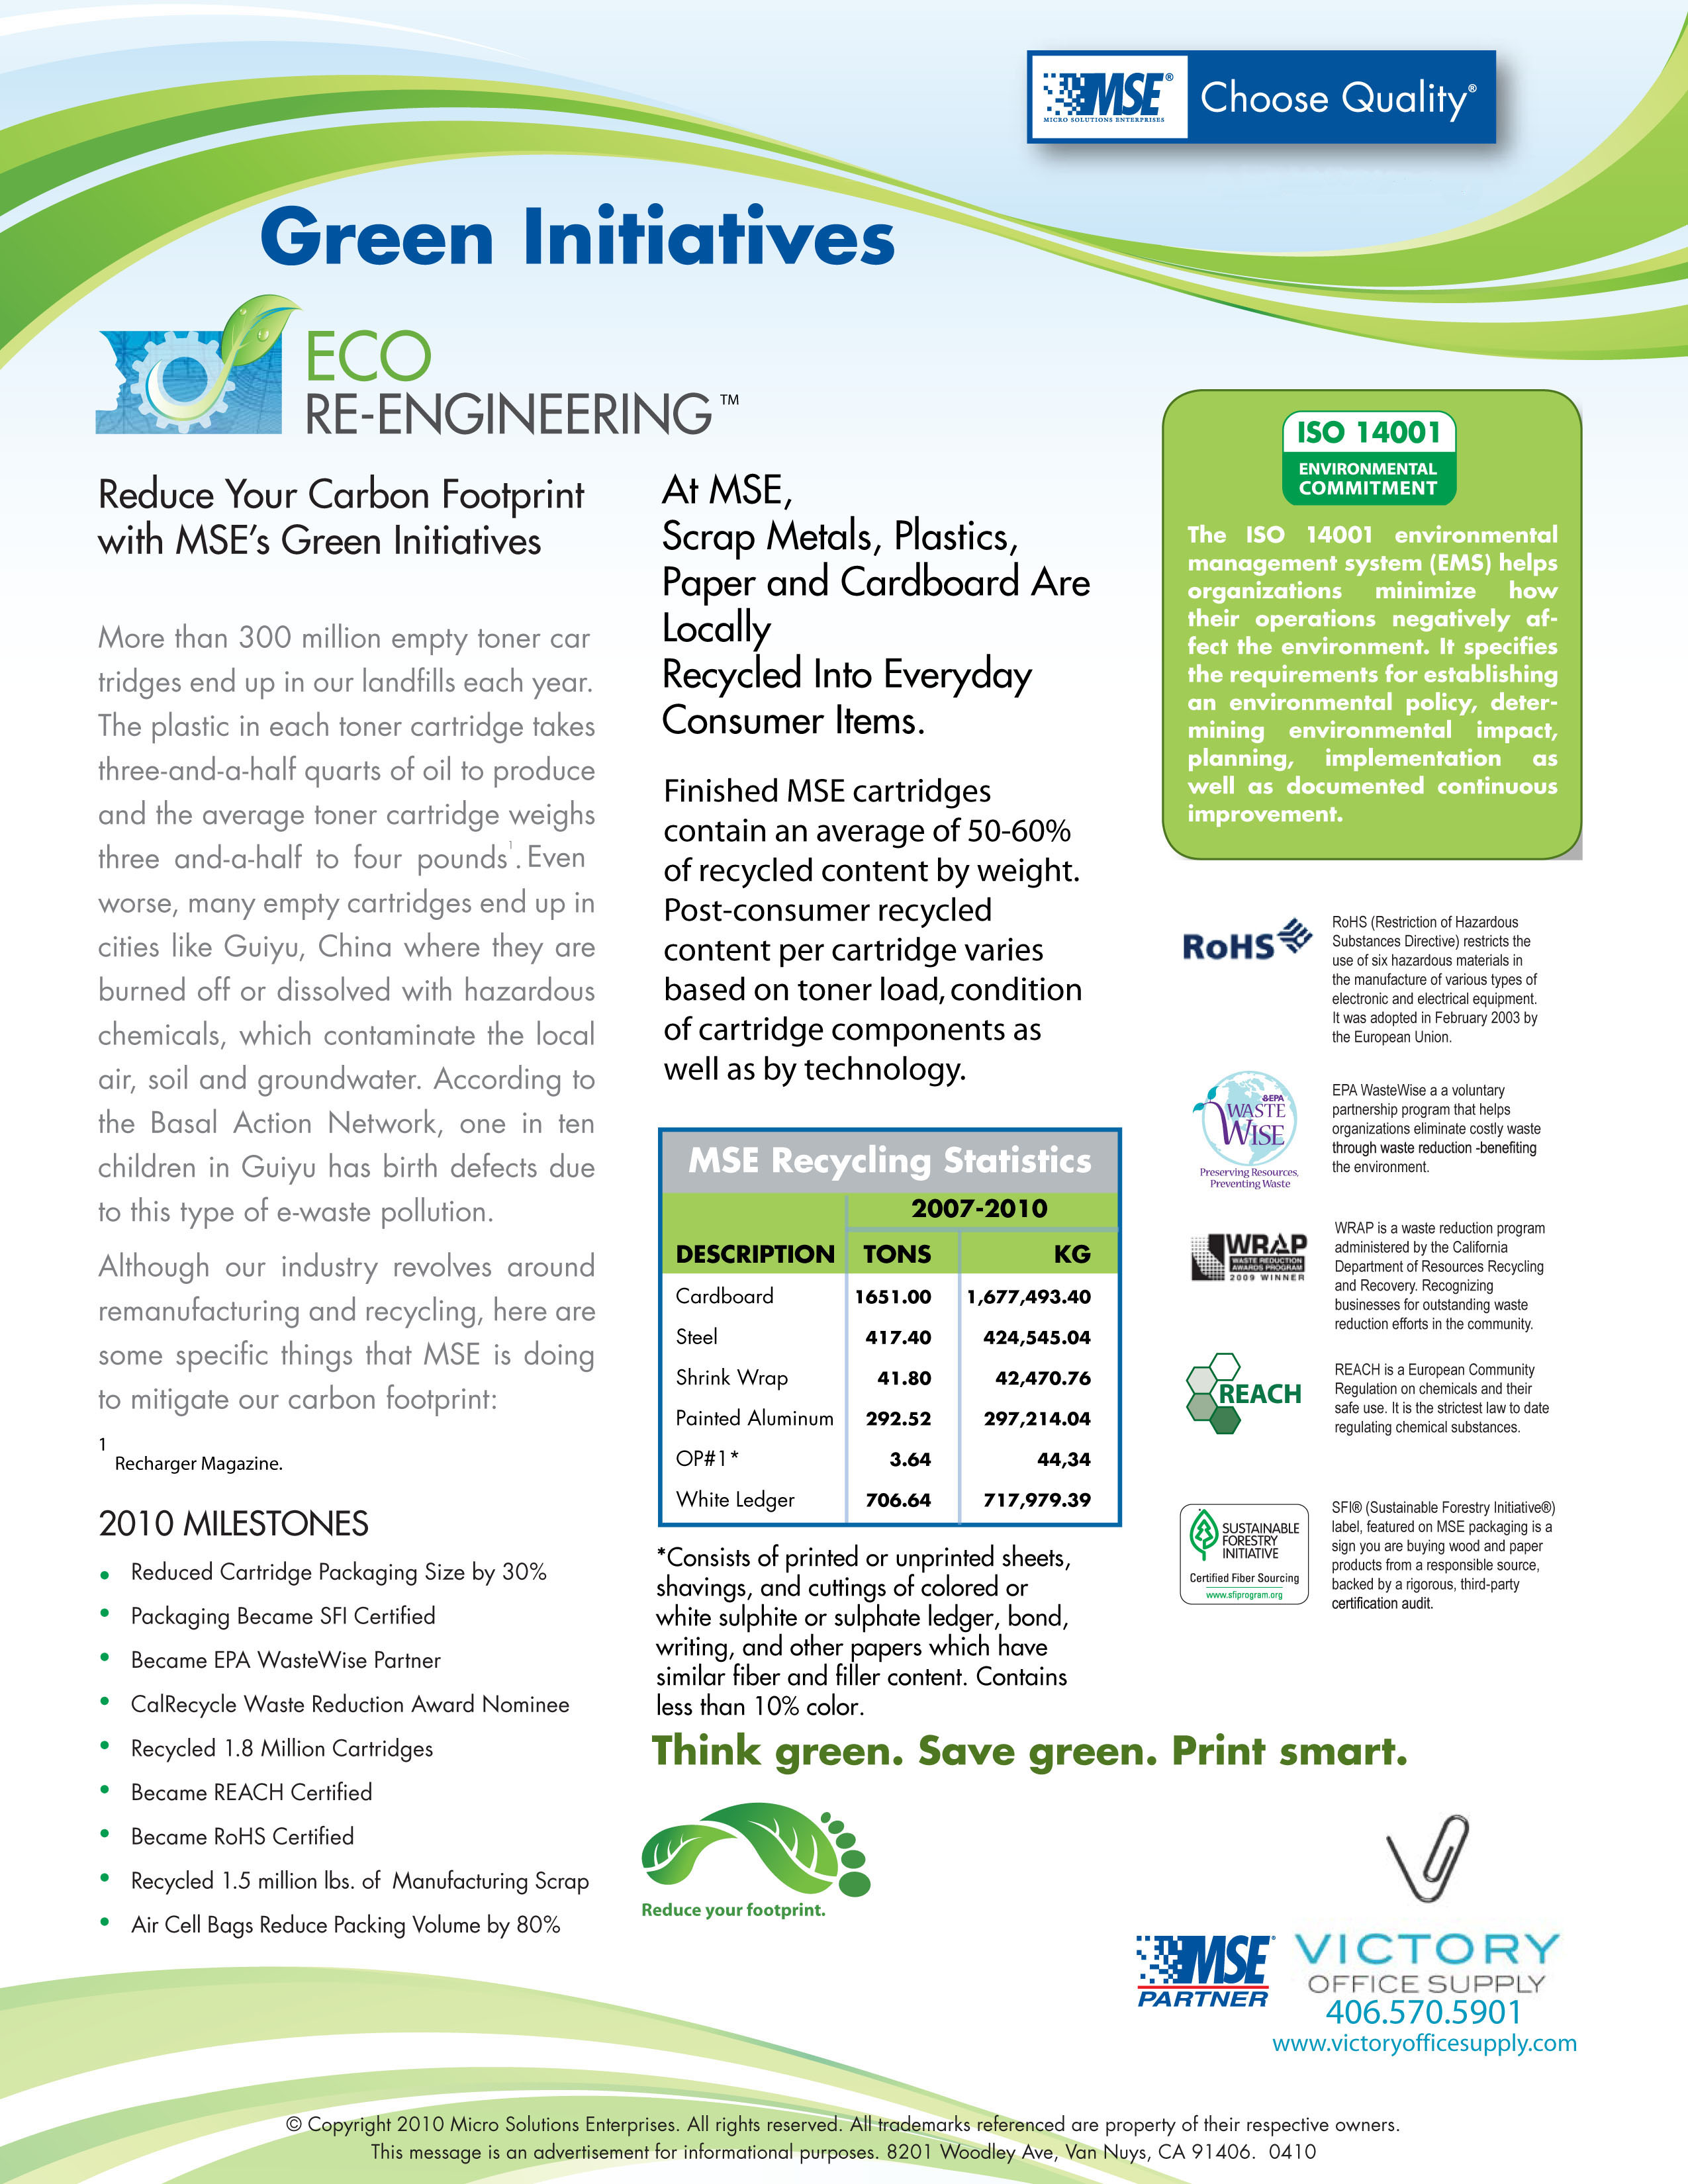 MSE®
MICRO SOLUTIONS ENTERPRISES
Choose Quality®
Green Initiatives
ECO
RE-ENGINEERING™
Reduce Your Carbon Footprint
with MSE's Green Initiatives
More than 300 million empty toner car
tridges end up in our landfills each year.
The plastic in each toner cartridge takes
three-and-a-half quarts of oil to produce
and the average toner cartridge weighs
three and-a-half to four pounds¹. Even
worse, many empty cartridges end up in
cities like Guiyu, China where they are
burned off or dissolved with hazardous
chemicals, which contaminate the local
air, soil and groundwater. According to
the Basal Action Network, one in ten
children in Guiyu has birth defects due
to this type of e-waste pollution.
Although our industry revolves around
remanufacturing and recycling, here are
some specific things that MSE is doing
to mitigate our carbon footprint:
1
Recharger Magazine.
2010 MILESTONES
• Reduced Cartridge Packaging Size by 30%
• Packaging Became SFI Certified
• Became EPA WasteWise Partner
• CalRecycle Waste Reduction Award Nominee
• Recycled 1.8 Million Cartridges
• Became REACH Certified
• Became RoHS Certified
• Recycled 1.5 million lbs. of Manufacturing Scrap
• Air Cell Bags Reduce Packing Volume by 80%
At MSE,
Scrap Metals, Plastics,
Paper and Cardboard Are
Locally
Recycled Into Everyday
Consumer Items.
Finished MSE cartridges
contain an average of 50-60%
of recycled content by weight.
Post-consumer recycled
content per cartridge varies
based on toner load, condition
of cartridge components as
well as by technology.
MSE Recycling Statistics
2007-2010
DESCRIPTION TONS KG
Cardboard 1651.00 1,677,493.40
Steel 417.40 424,545.04
Shrink Wrap 41.80 42,470.76
Painted Aluminum 292.52 297,214.04
OP#1* 3.64 44,34
White Ledger 706.64 717,979.39
*Consists of printed or unprinted sheets,
shavings, and cuttings of colored or
white sulphite or sulphate ledger, bond,
writing, and other papers which have
similar fiber and filler content. Contains
less than 10% color.
Think green. Save green. Print smart.
Reduce your footprint.
ISO 14001
ENVIRONMENTAL
COMMITMENT
The ISO 14001 environmental
management system (EMS) helps
organizations minimize how
their operations negatively af-
fect the environment. It specifies
the requirements for establishing
an environmental policy, deter-
mining environmental impact,
planning, implementation as
well as documented continuous
improvement.
RoHS
RoHS (Restriction of Hazardous
Substances Directive) restricts the
use of six hazardous materials in
the manufacture of various types of
electronic and electrical equipment.
It was adopted in February 2003 by
the European Union.
EPA
WASTE
WISE
Preserving Resources,
Preventing Waste
EPA WasteWise a a voluntary
partnership program that helps
organizations eliminate costly waste
through waste reduction -benefiting
the environment.
WRAP
WASTE REDUCTION
AWARDS PROGRAM
2009 WINNER
WRAP is a waste reduction program
administered by the California
Department of Resources Recycling
and Recovery. Recognizing
businesses for outstanding waste
reduction efforts in the community.
REACH
REACH is a European Community
Regulation on chemicals and their
safe use. It is the strictest law to date
regulating chemical substances.
SUSTAINABLE
FORESTRY
INITIATIVE
Certified Fiber Sourcing
www.sfiprogram.org
SFI® (Sustainable Forestry Initiative®)
label, featured on MSE packaging is a
sign you are buying wood and paper
products from a responsible source,
backed by a rigorous, third-party
certification audit.
MSE®
PARTNER
VICTORY
OFFICE SUPPLY
406.570.5901
www.victoryofficesupply.com
© Copyright 2010 Micro Solutions Enterprises. All rights reserved. All trademarks referenced are property of their respective owners.
This message is an advertisement for informational purposes. 8201 Woodley Ave, Van Nuys, CA 91406. 0410